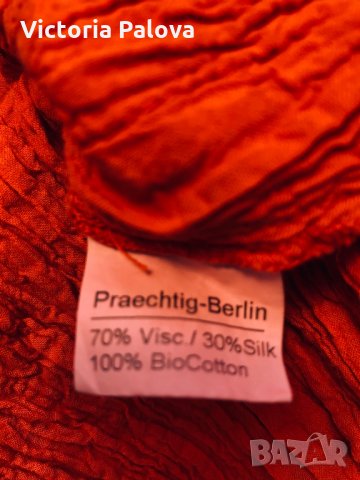 Victoria Palova
Praechtig-Berlin
70% Visc./ 30%Silk
100% BioCotton
BAZAR